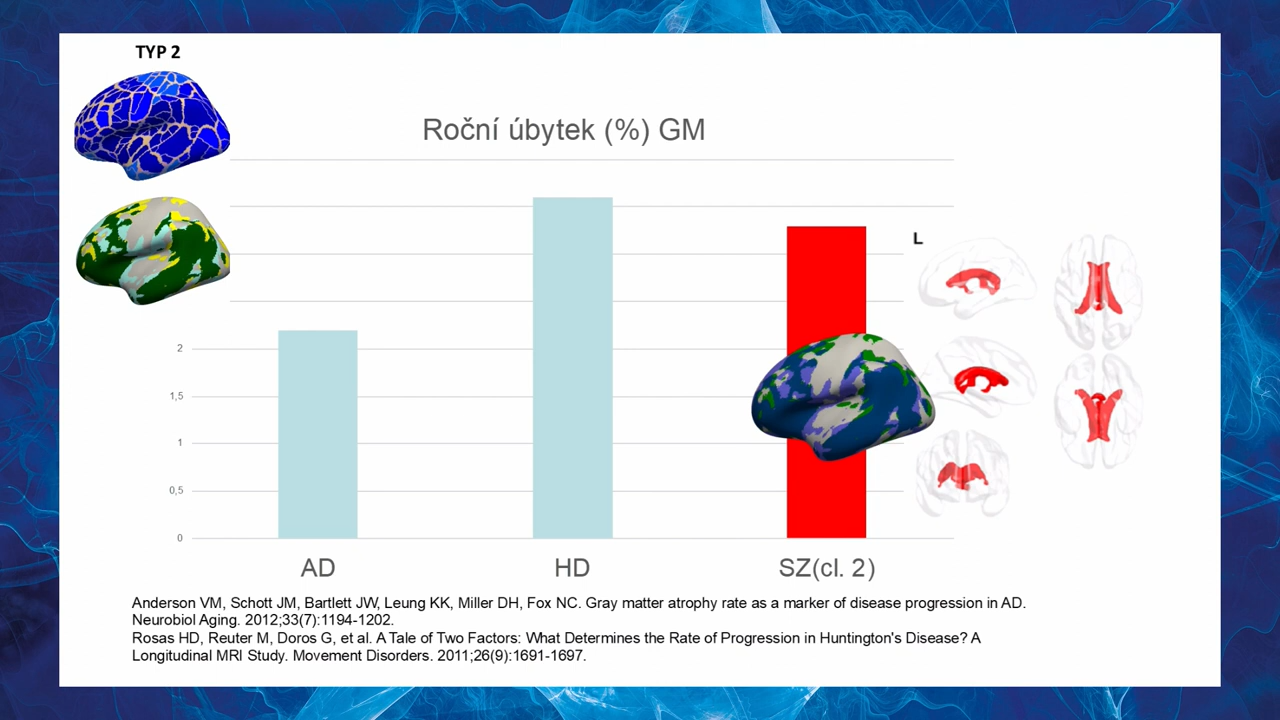 TYP 2
Roční úbytek (%) GM
L
2
1,5
1
0,5
0
AD
HD
SZ(cl. 2)
Anderson VM, Schott JM, Bartlett JW, Leung KK, Miller DH, Fox NC. Gray matter atrophy rate as a marker of disease progression in AD.
Neurobiol Aging. 2012;33(7):1194-1202.
Rosas HD, Reuter M, Doros G, et al. A Tale of Two Factors: What Determines the Rate of Progression in Huntington's Disease? A
Longitudinal MRI Study. Movement Disorders. 2011;26(9):1691-1697.